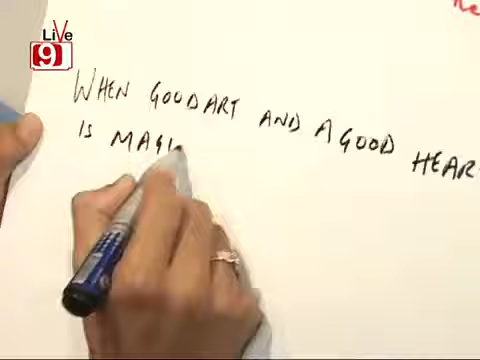 Live
9
WHEN GOOD ART AND A GOOD HEAR
IS MAGI